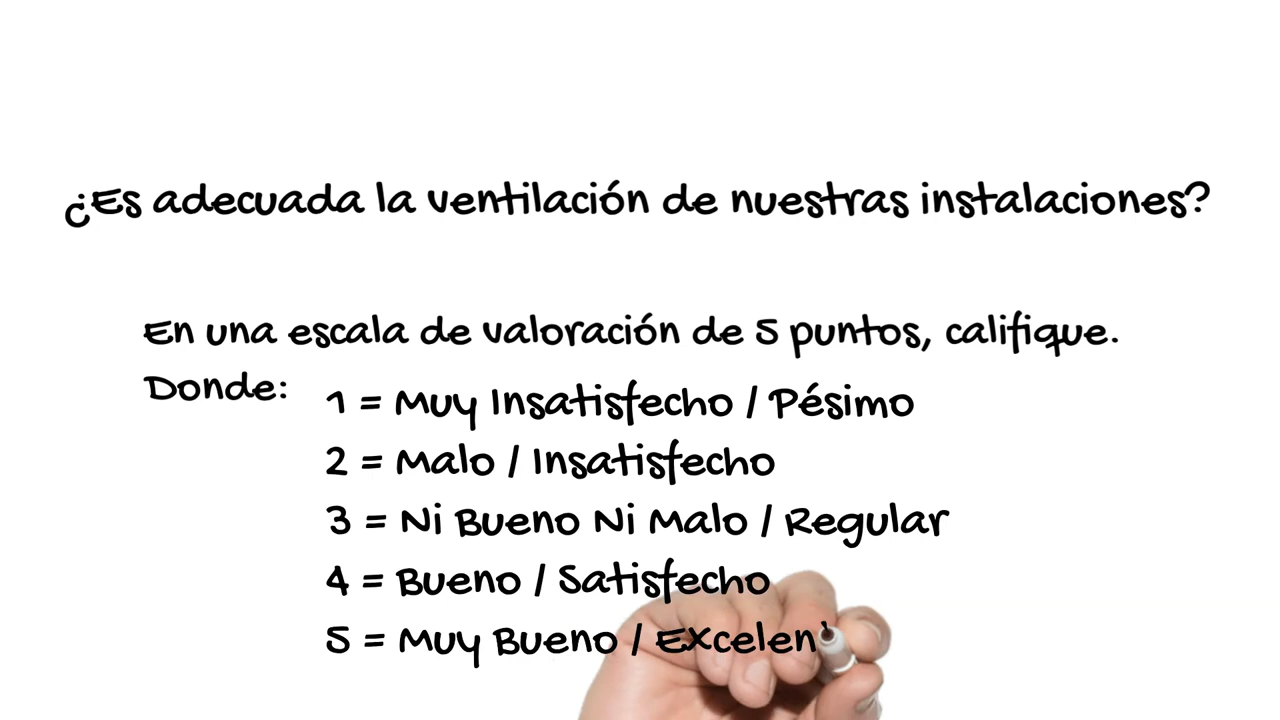 ¿Es adecuada la ventilación de nuestras instalaciones?
En una escala de valoración de 5 puntos, califique.
Donde:
1 = Muy Insatisfecho / Pésimo
2 = Malo / Insatisfecho
3 = Ni Bueno Ni Malo / Regular
4 = Bueno / Satisfecho
5 = Muy Bueno / Excelen